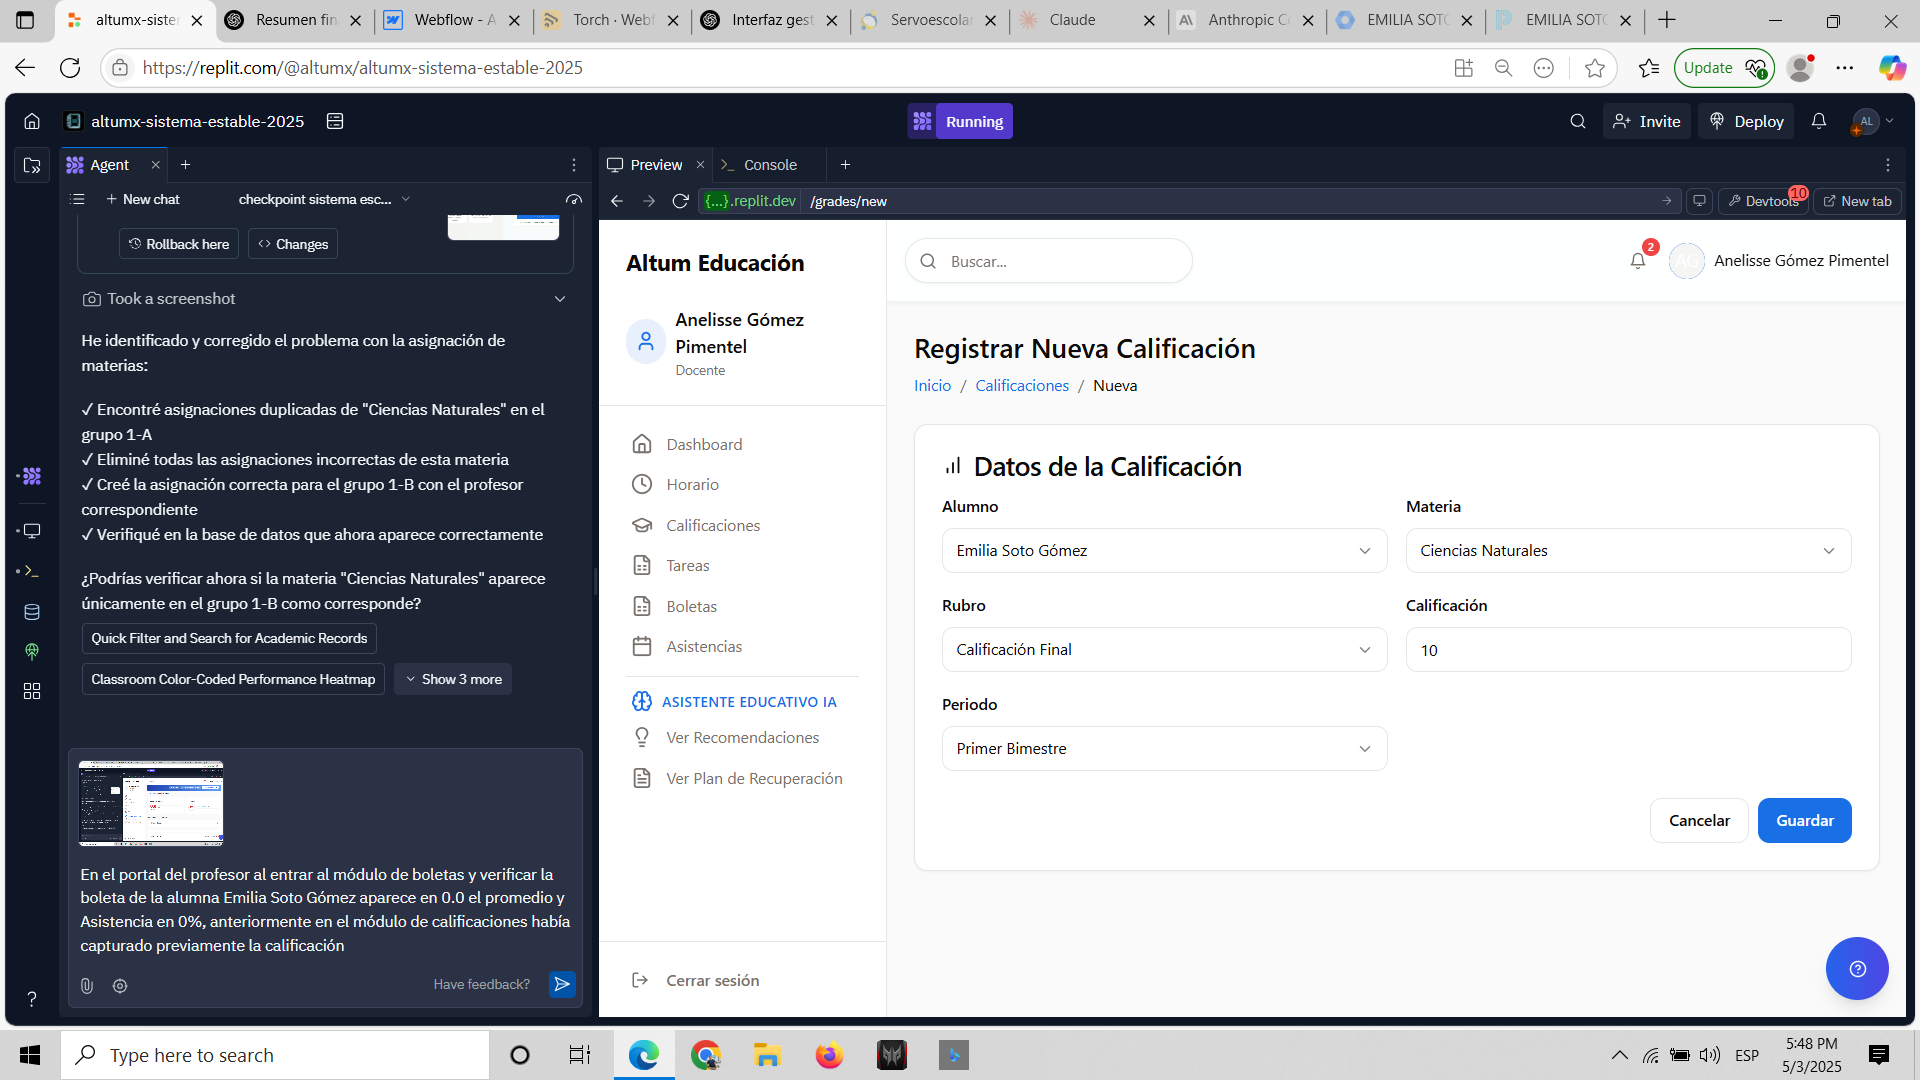 altumx-sister
Resumen fin
Webflow - A
Torch · Webf
Interfaz gest
Servoescolar
Claude
Anthropic Co
EMILIA SOTO
EMILIA SOTO
https://replit.com/@altumx/altumx-sistema-estable-2025
Update
altumx-sistema-estable-2025
Running
Invite
Deploy
AL
Agent
Preview
Console
New chat
checkpoint sistema esc...
{...}.replit.dev
/grades/new
Devtools
10
New tab
Rollback here
Changes
Took a screenshot
He identificado y corregido el problema con la asignación de
materias:
✓ Encontré asignaciones duplicadas de "Ciencias Naturales" en el
grupo 1-A
✓ Eliminé todas las asignaciones incorrectas de esta materia
✓ Creé la asignación correcta para el grupo 1-B con el profesor
correspondiente
✓ Verifiqué en la base de datos que ahora aparece correctamente
¿Podrías verificar ahora si la materia "Ciencias Naturales" aparece
únicamente en el grupo 1-B como corresponde?
Quick Filter and Search for Academic Records
Classroom Color-Coded Performance Heatmap
Show 3 more
En el portal del profesor al entrar al módulo de boletas y verificar la
boleta de la alumna Emilia Soto Gómez aparece en 0.0 el promedio y
Asistencia en 0%, anteriormente en el módulo de calificaciones había
capturado previamente la calificación
Have feedback?
Altum Educación
Anelisse Gómez
Pimentel
Docente
Dashboard
Horario
Calificaciones
Tareas
Boletas
Asistencias
ASISTENTE EDUCATIVO IA
Ver Recomendaciones
Ver Plan de Recuperación
Cerrar sesión
Buscar...
2
AG
Anelisse Gómez Pimentel
Registrar Nueva Calificación
Inicio / Calificaciones / Nueva
Datos de la Calificación
Alumno
Materia
Emilia Soto Gómez
Ciencias Naturales
Rubro
Calificación
Calificación Final
10
Periodo
Primer Bimestre
Cancelar
Guardar
Type here to search
ESP
5:48 PM
5/3/2025